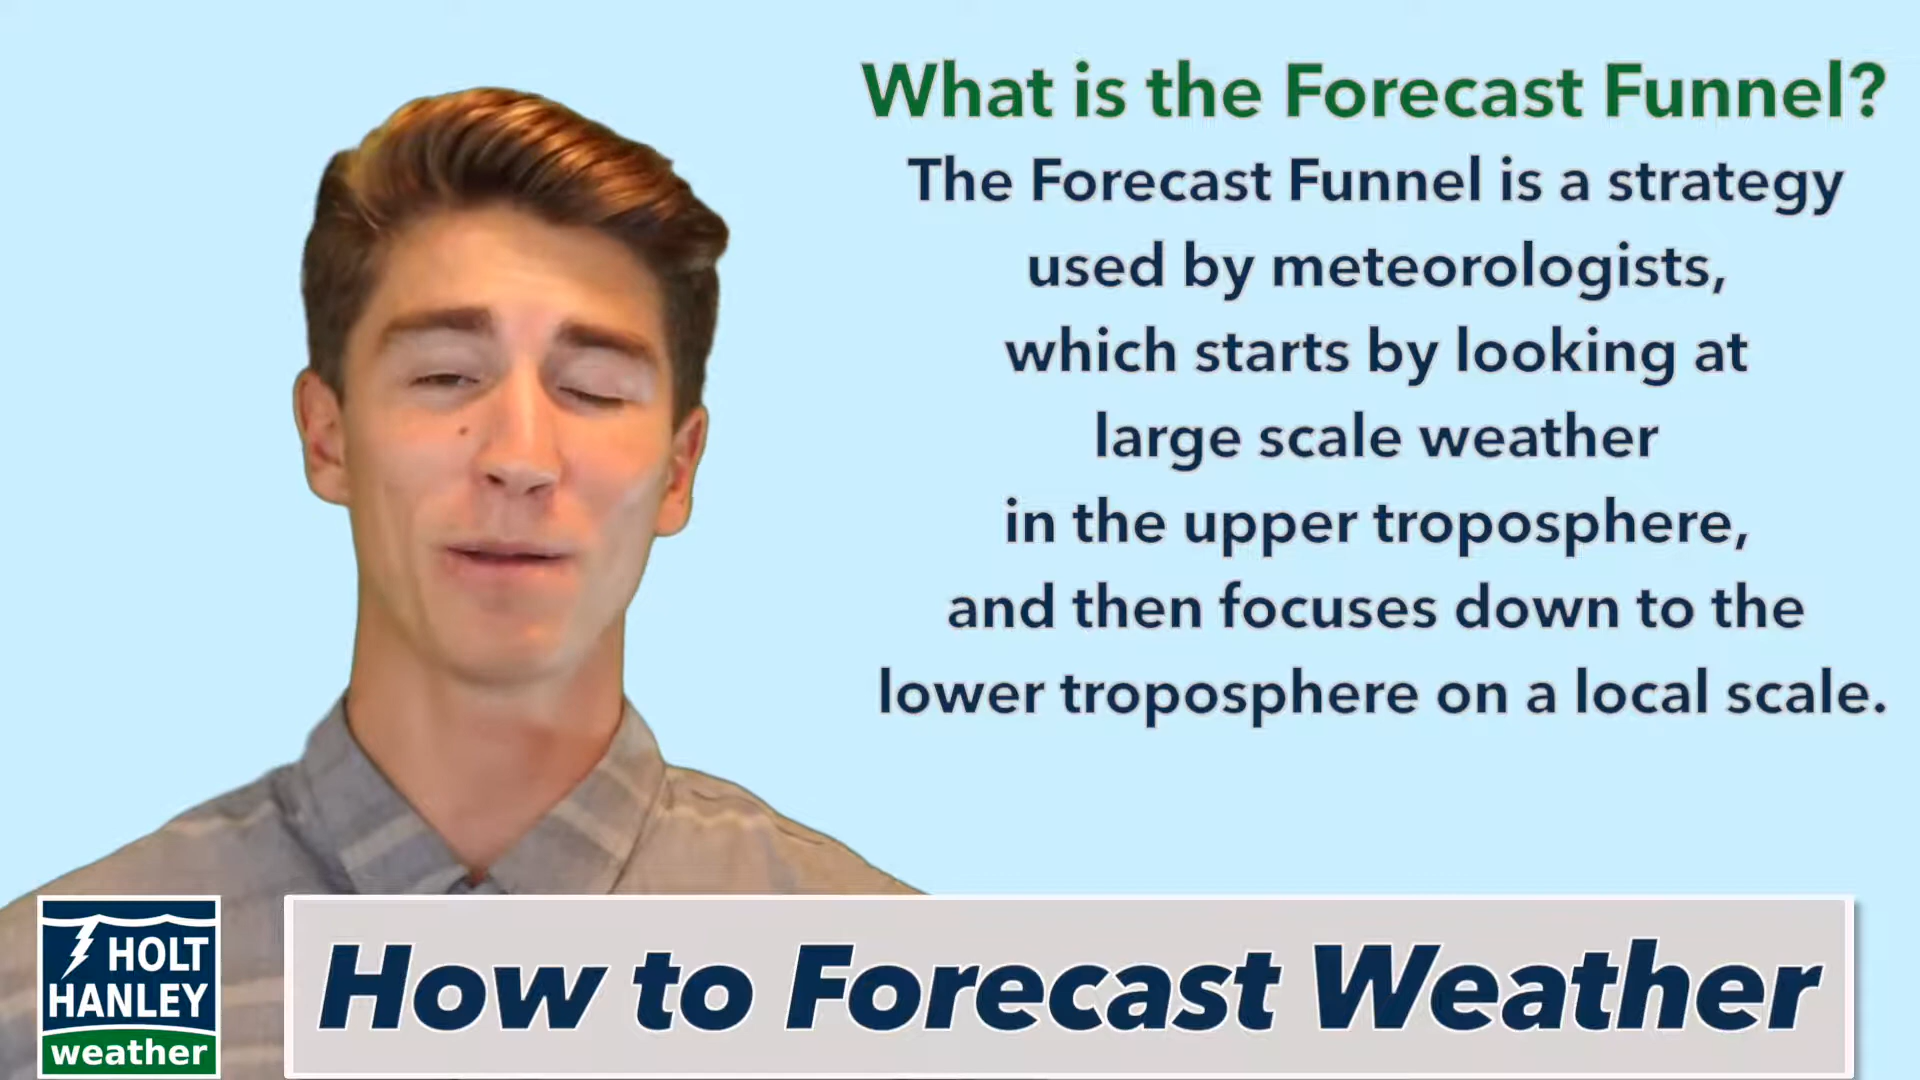 What is the Forecast Funnel?
The Forecast Funnel is a strategy
used by meteorologists,
which starts by looking at
large scale weather
in the upper troposphere,
and then focuses down to the
lower troposphere on a local scale.
HOLT
HANLEY
weather
How to Forecast Weather